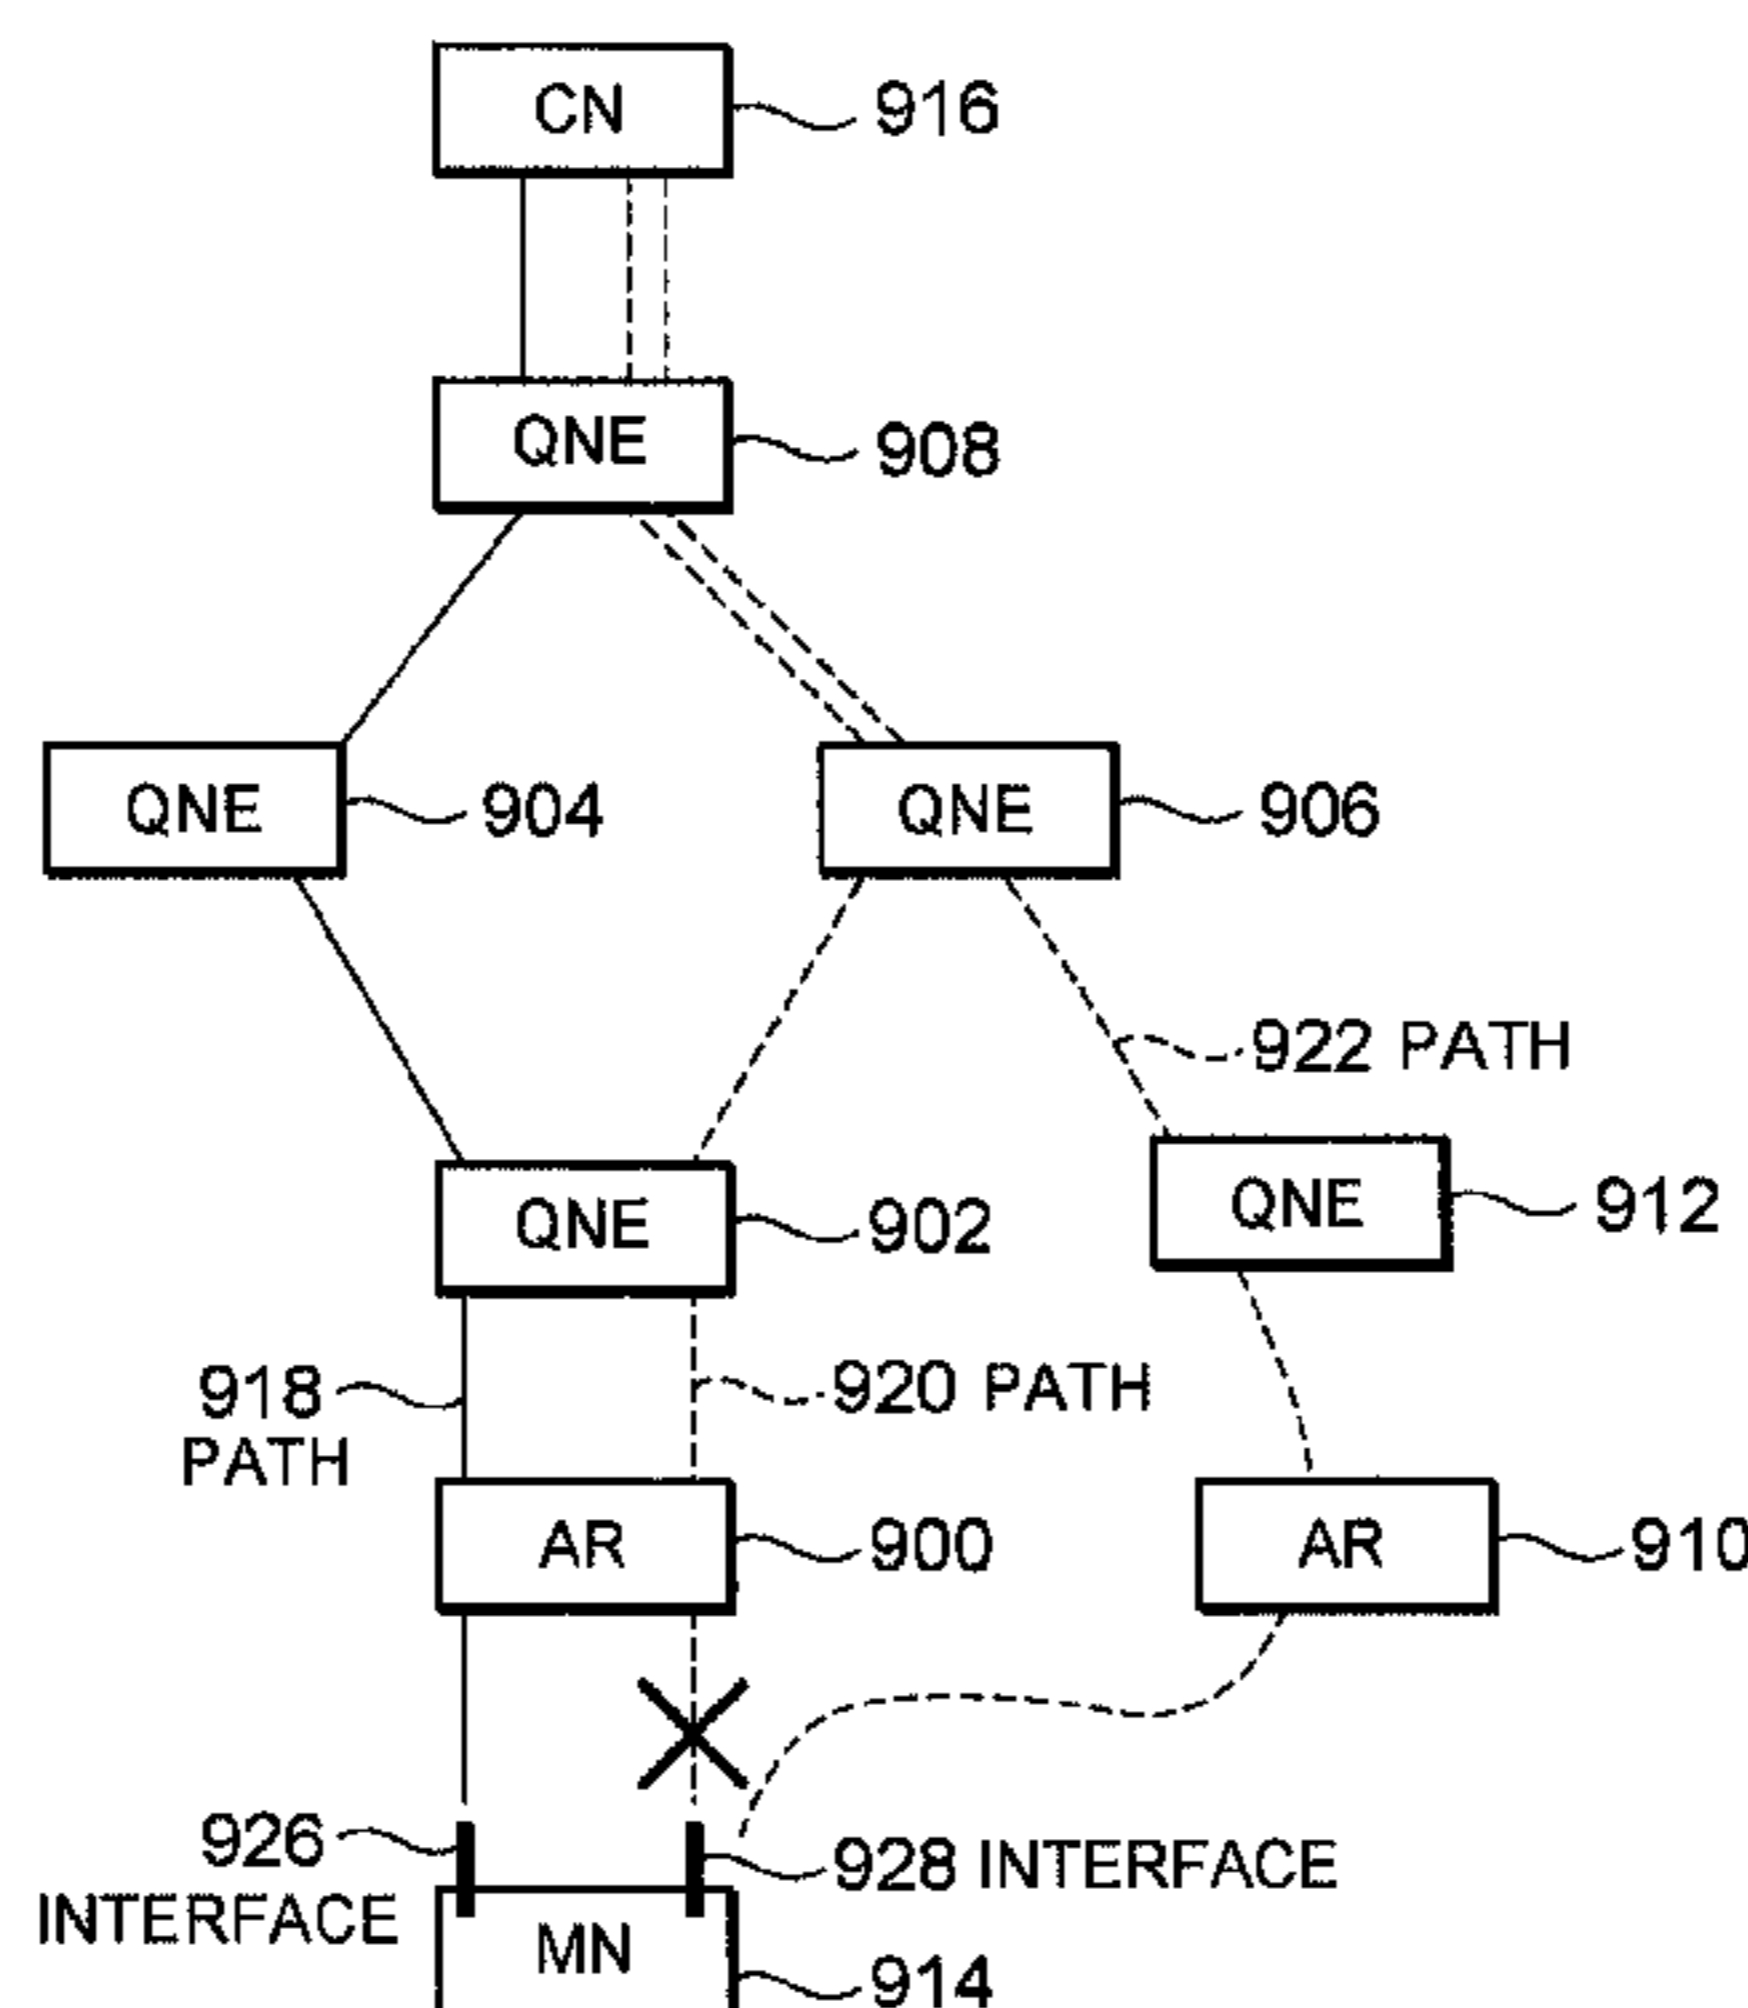 CN 916
QNE 908
QNE 904 QNE 906
922 PATH
QNE 902 QNE 912
918
PATH
920 PATH
AR 900 AR 910
926
INTERFACE
928 INTERFACE
MN 914